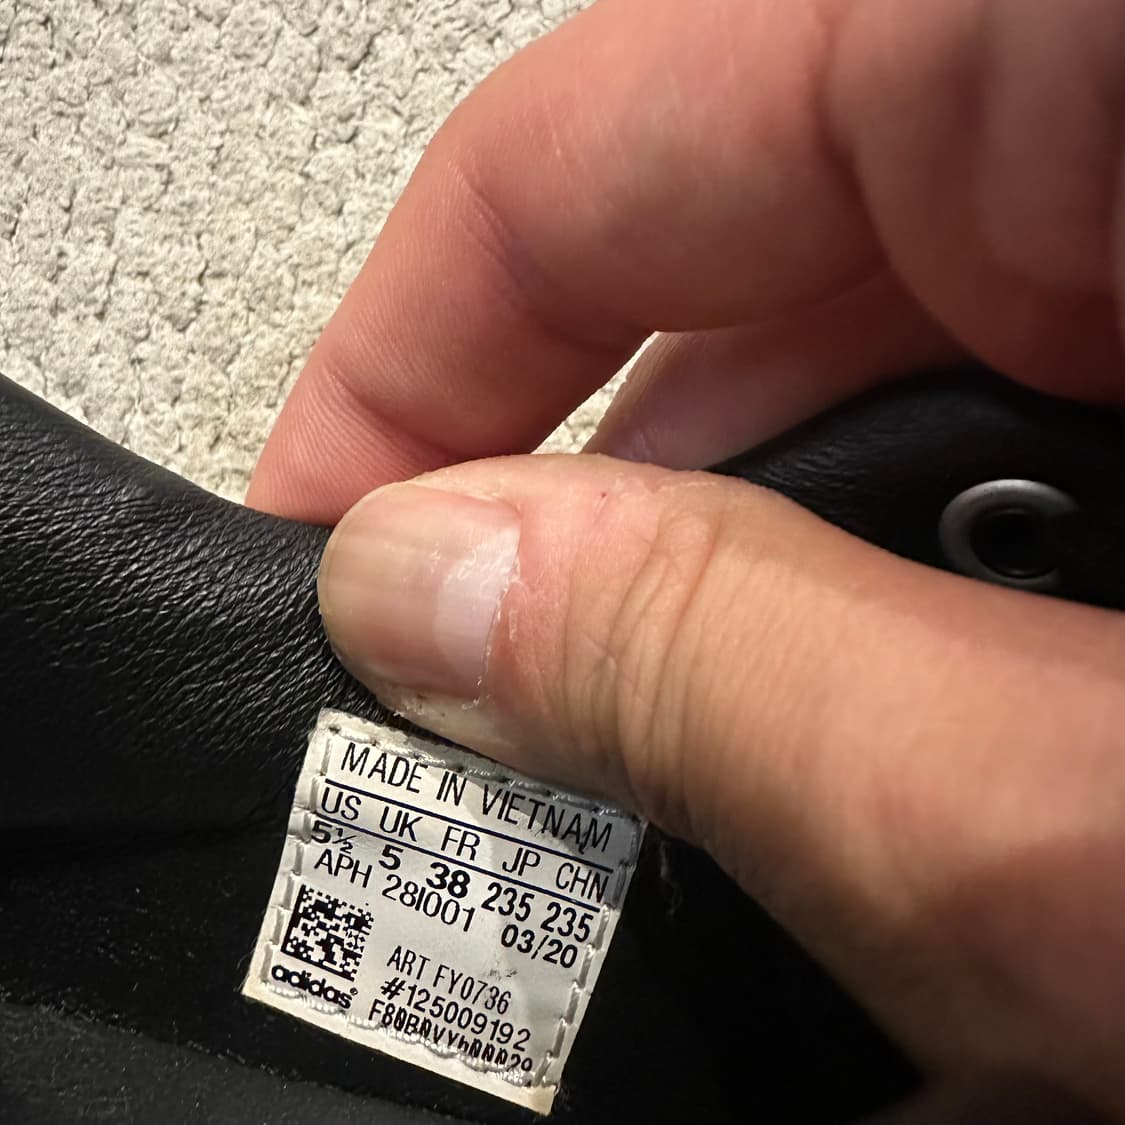 MADE IN VIETNAM
US UK FR JP CHN
5½ 5 38 235 235
APH 281001 03/20
ART FY0736
#125009192
adidas®